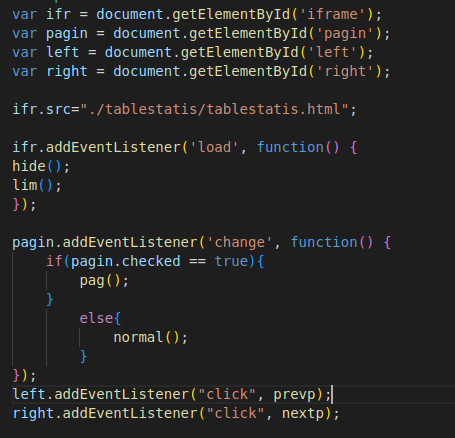 var ifr = document.getElementById('iframe');
var pagin = document.getElementById('pagin');
var left = document.getElementById('left');
var right = document.getElementById('right');
ifr.src="./tablestatis/tablestatis.html";
ifr.addEventListener('load', function() {
hide();
lim();
});
pagin.addEventListener('change', function() {
if(pagin.checked == true){
pag();
}
else{
normal();
}
});
left.addEventListener("click", prevp);
right.addEventListener("click", nextp);